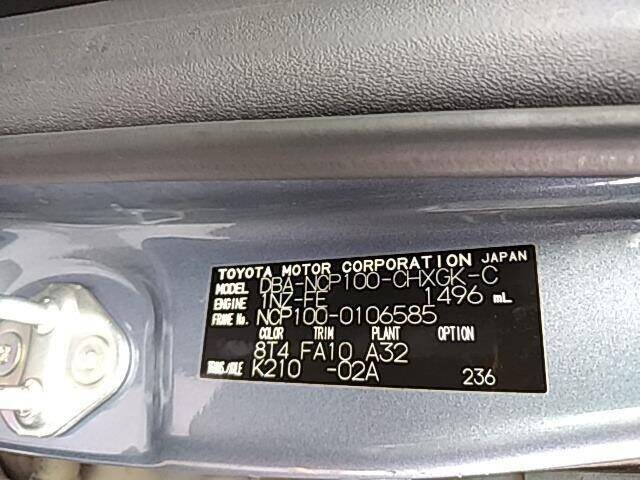 TOYOTA MOTOR CORPORATION JAPAN
MODEL DBA-NCP100-CHXGK-C
ENGINE 1NZ-FE 1496 mL
FRAME No. NCP100-0106585
COLOR TRIM PLANT OPTION
8T4 FA10 A32
TRANS./AXLE K210 -02A 236